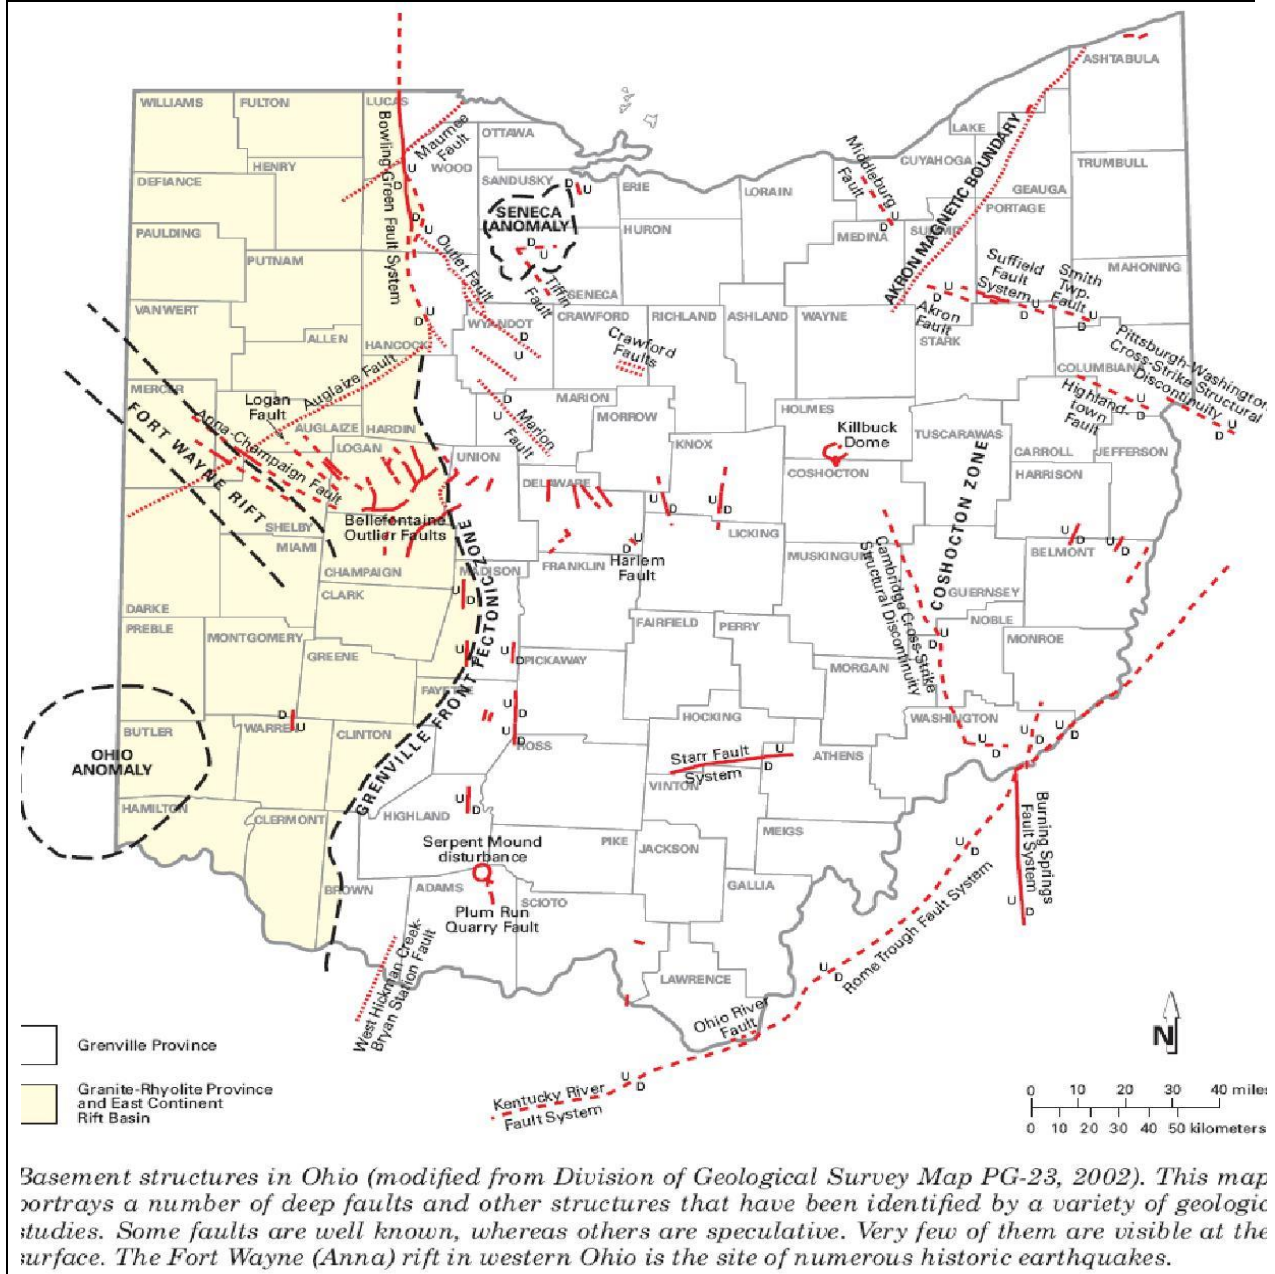 WILLIAMS
FULTON
LUCAS
OTTAWA
LAKE
ASHTABULA
HENRY
WOOD
SANDUSKY
ERIE
LORAIN
CUYAHOGA
GEAUGA
TRUMBULL
DEFIANCE
PAULDING
PUTNAM
HURON
MEDINA
PORTAGE
MAHONING
VANWERT
ALLEN
HANCOCK
SENECA
WYANDOT
CRAWFORD
RICHLAND
ASHLAND
WAYNE
STARK
COLUMBIANA
MERCER
AUGLAIZE
HARDIN
MARION
MORROW
HOLMES
TUSCARAWAS
CARROLL
JEFFERSON
HARRISON
LOGAN
UNION
KNOX
COSHOCTON
DELAWARE
SHELBY
MIAMI
CHAMPAIGN
MADISON
FRANKLIN
LICKING
MUSKINGUM
BELMONT
GUERNSEY
DARKE
PREBLE
CLARK
MONTGOMERY
GREENE
FAIRFIELD
PERRY
NOBLE
MONROE
MORGAN
PICKAWAY
HOCKING
WASHINGTON
ATHENS
BUTLER
WARREN
CLINTON
ROSS
VINTON
HAMILTON
CLERMONT
HIGHLAND
PIKE
JACKSON
MEIGS
GALLIA
BROWN
ADAMS
SCIOTO
LAWRENCE
Bowling Green Fault System
Maumee
Fault
SENECA
ANOMALY
Outlet Fault
Tiffin
Fault
Middleburg
Fault
AKRON MAGNETIC BOUNDARY
Suffield
Fault
System
Smith
Twp.
Fault
Akron
Fault
Pittsburgh-Washington
Cross-Strike Structural
Discontinuity
Highland-
town
Fault
Crawford
Faults
Marion
Fault
Killbuck
Dome
Auglaize Fault
Logan
Fault
Anna-Champaign Fault
FORT WAYNE RIFT
Bellefontaine
Outlier Faults
Harlem
Fault
COSHOCTON ZONE
Cambridge Cross-Strike
Structural Discontinuity
GRENVILLE FRONT TECTONIC ZONE
OHIO
ANOMALY
Starr Fault
System
Burning Springs
Fault System
Serpent Mound
disturbance
Plum Run
Quarry Fault
West Hickman Creek-
Bryan Station Fault
Rome Trough Fault System
Ohio River
Fault
Kentucky River
Fault System
Grenville Province
Granite-Rhyolite Province
and East Continent
Rift Basin
N
0 10 20 30 40 miles
0 10 20 30 40 50 kilometers
Basement structures in Ohio (modified from Division of Geological Survey Map PG-23, 2002). This map
portrays a number of deep faults and other structures that have been identified by a variety of geologic
studies. Some faults are well known, whereas others are speculative. Very few of them are visible at the
surface. The Fort Wayne (Anna) rift in western Ohio is the site of numerous historic earthquakes.